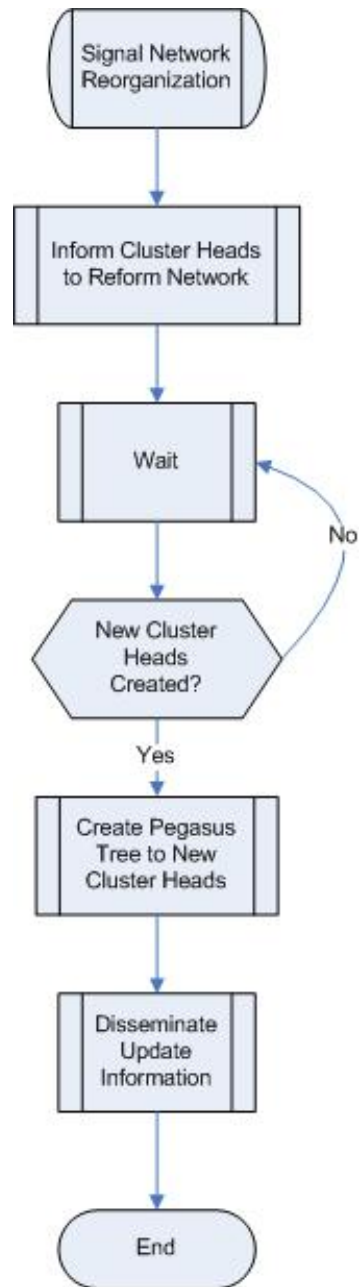 Signal Network
Reorganization
Inform Cluster Heads
to Reform Network
Wait
No
New Cluster
Heads
Created?
Yes
Create Pegasus
Tree to New
Cluster Heads
Disseminate
Update
Information
End